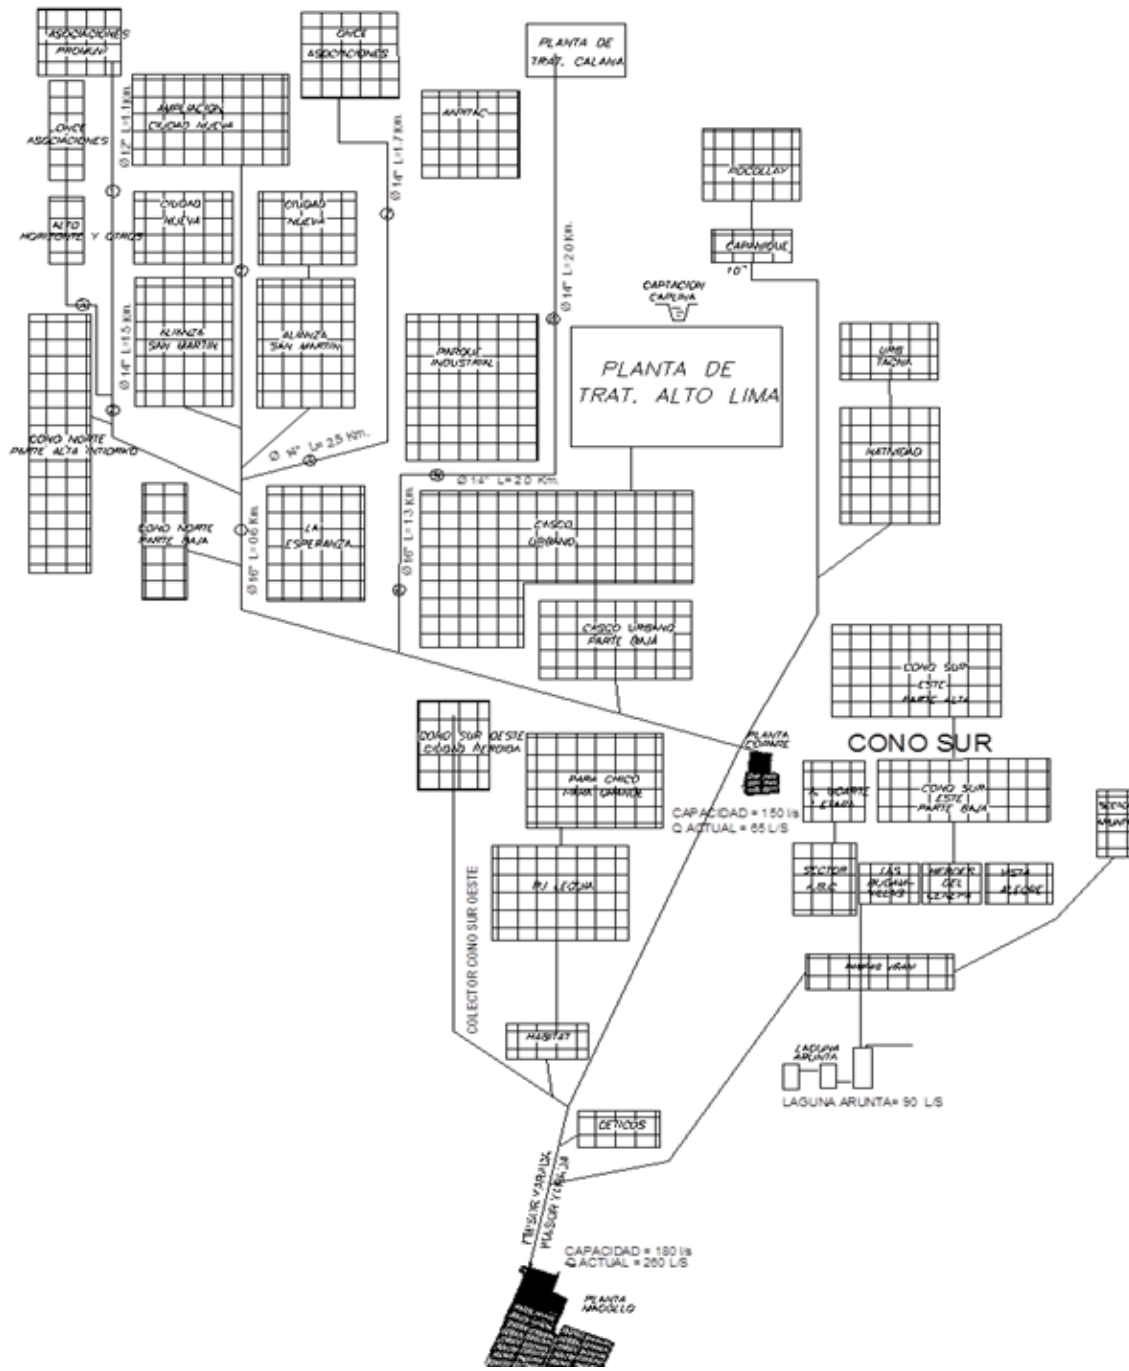 ASOCIACIONES
PROMUVI
ONCE
ASOCIACIONES
PLANTA DE
TRAT. CALANA
ONCE
ASOCIACIONES
Ø 12" L=1.1 Km
AMPLIACION
CIUDAD NUEVA
Ø 14" L=1.7 Km
POCOLLAY
ALTO
HORIZONTE Y OTROS
CIUDAD
NUEVA
CIUDAD
NUEVA
CAPANIQUE
10"
Ø 14" L=2.0 Km.
CAPTACION
CAPLINA
Ø 14" L=1.5 Km
ALIANZA
SAN MARTIN
ALIANZA
SAN MARTIN
PARQUE
INDUSTRIAL
PLANTA DE
TRAT. ALTO LIMA
URB
TACNA
CONO NORTE
PARTE ALTA INTIORKO
Ø 14" L= 2.5 Km.
NATIVIDAD
Ø 14" L=2.0 Km.
CONO NORTE
PARTE BAJA
Ø 16" L=0.6 Km.
LA
ESPERANZA
Ø 16" L=1.3 Km.
CASCO
URBANO
CASCO URBANO
PARTE BAJA
CONO SUR
ESTE
PARTE ALTA
CONO SUR OESTE
CIUDAD PERDIDA
PLANTA
COPARE
CONO SUR
PARA CHICO
PARA GRANDE
CONO SUR
ESTE
PARTE BAJA
CAPACIDAD = 150 l/s
Q ACTUAL = 65 L/S
COLECTOR CONO SUR OESTE
SECTOR
VISTA
ALEGRE
HABITAT
LAGUNA
ARUNTA
LAGUNA ARUNTA= 90 L/S
CETICOS
CAPACIDAD = 180 l/s
Q ACTUAL = 260 L/S
PLANTA
MAGOLLO